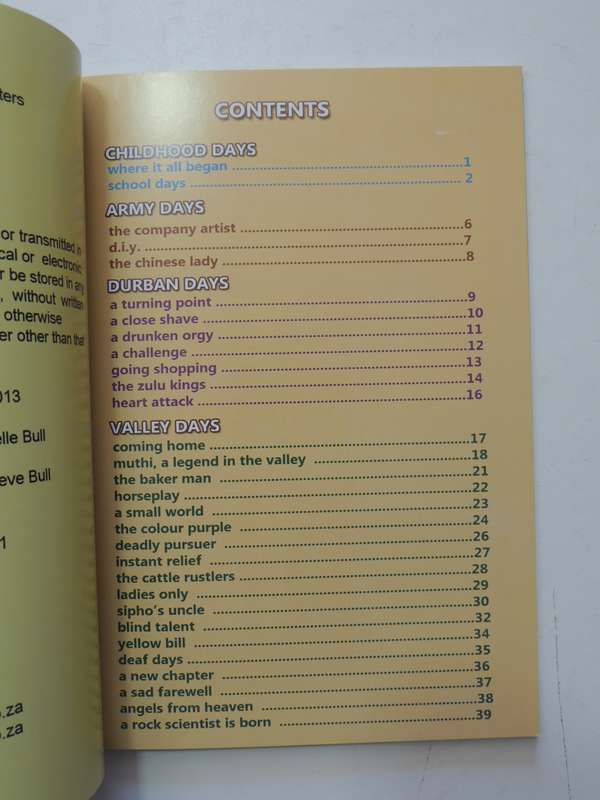 ters
or transmitted in
cal or electronic
r be stored in any
, without written
otherwise
er other than that
013
elle Bull
eve Bull
1
.za
.za
CONTENTS
CHILDHOOD DAYS
where it all began ........................................................1
school days ................................................................ 2
ARMY DAYS
the company artist ......................................................6
d.i.y. .............................................................................7
the chinese lady ...........................................................8
DURBAN DAYS
a turning point ............................................................9
a close shave ..............................................................10
a drunken orgy ...........................................................11
a challenge .................................................................12
going shopping ...........................................................13
the zulu kings .............................................................14
heart attack ................................................................16
VALLEY DAYS
coming home ..............................................................17
muthi, a legend in the valley .....................................18
the baker man ............................................................21
horseplay ....................................................................22
a small world ..............................................................23
the colour purple ........................................................24
deadly pursuer ...........................................................26
instant relief ...............................................................27
the cattle rustlers .......................................................28
ladies only ..................................................................29
sipho's uncle ..............................................................30
blind talent .................................................................32
yellow bill ...................................................................34
deaf days.....................................................................35
a new chapter .............................................................36
a sad farewell .............................................................37
angels from heaven ....................................................38
a rock scientist is born ...............................................39